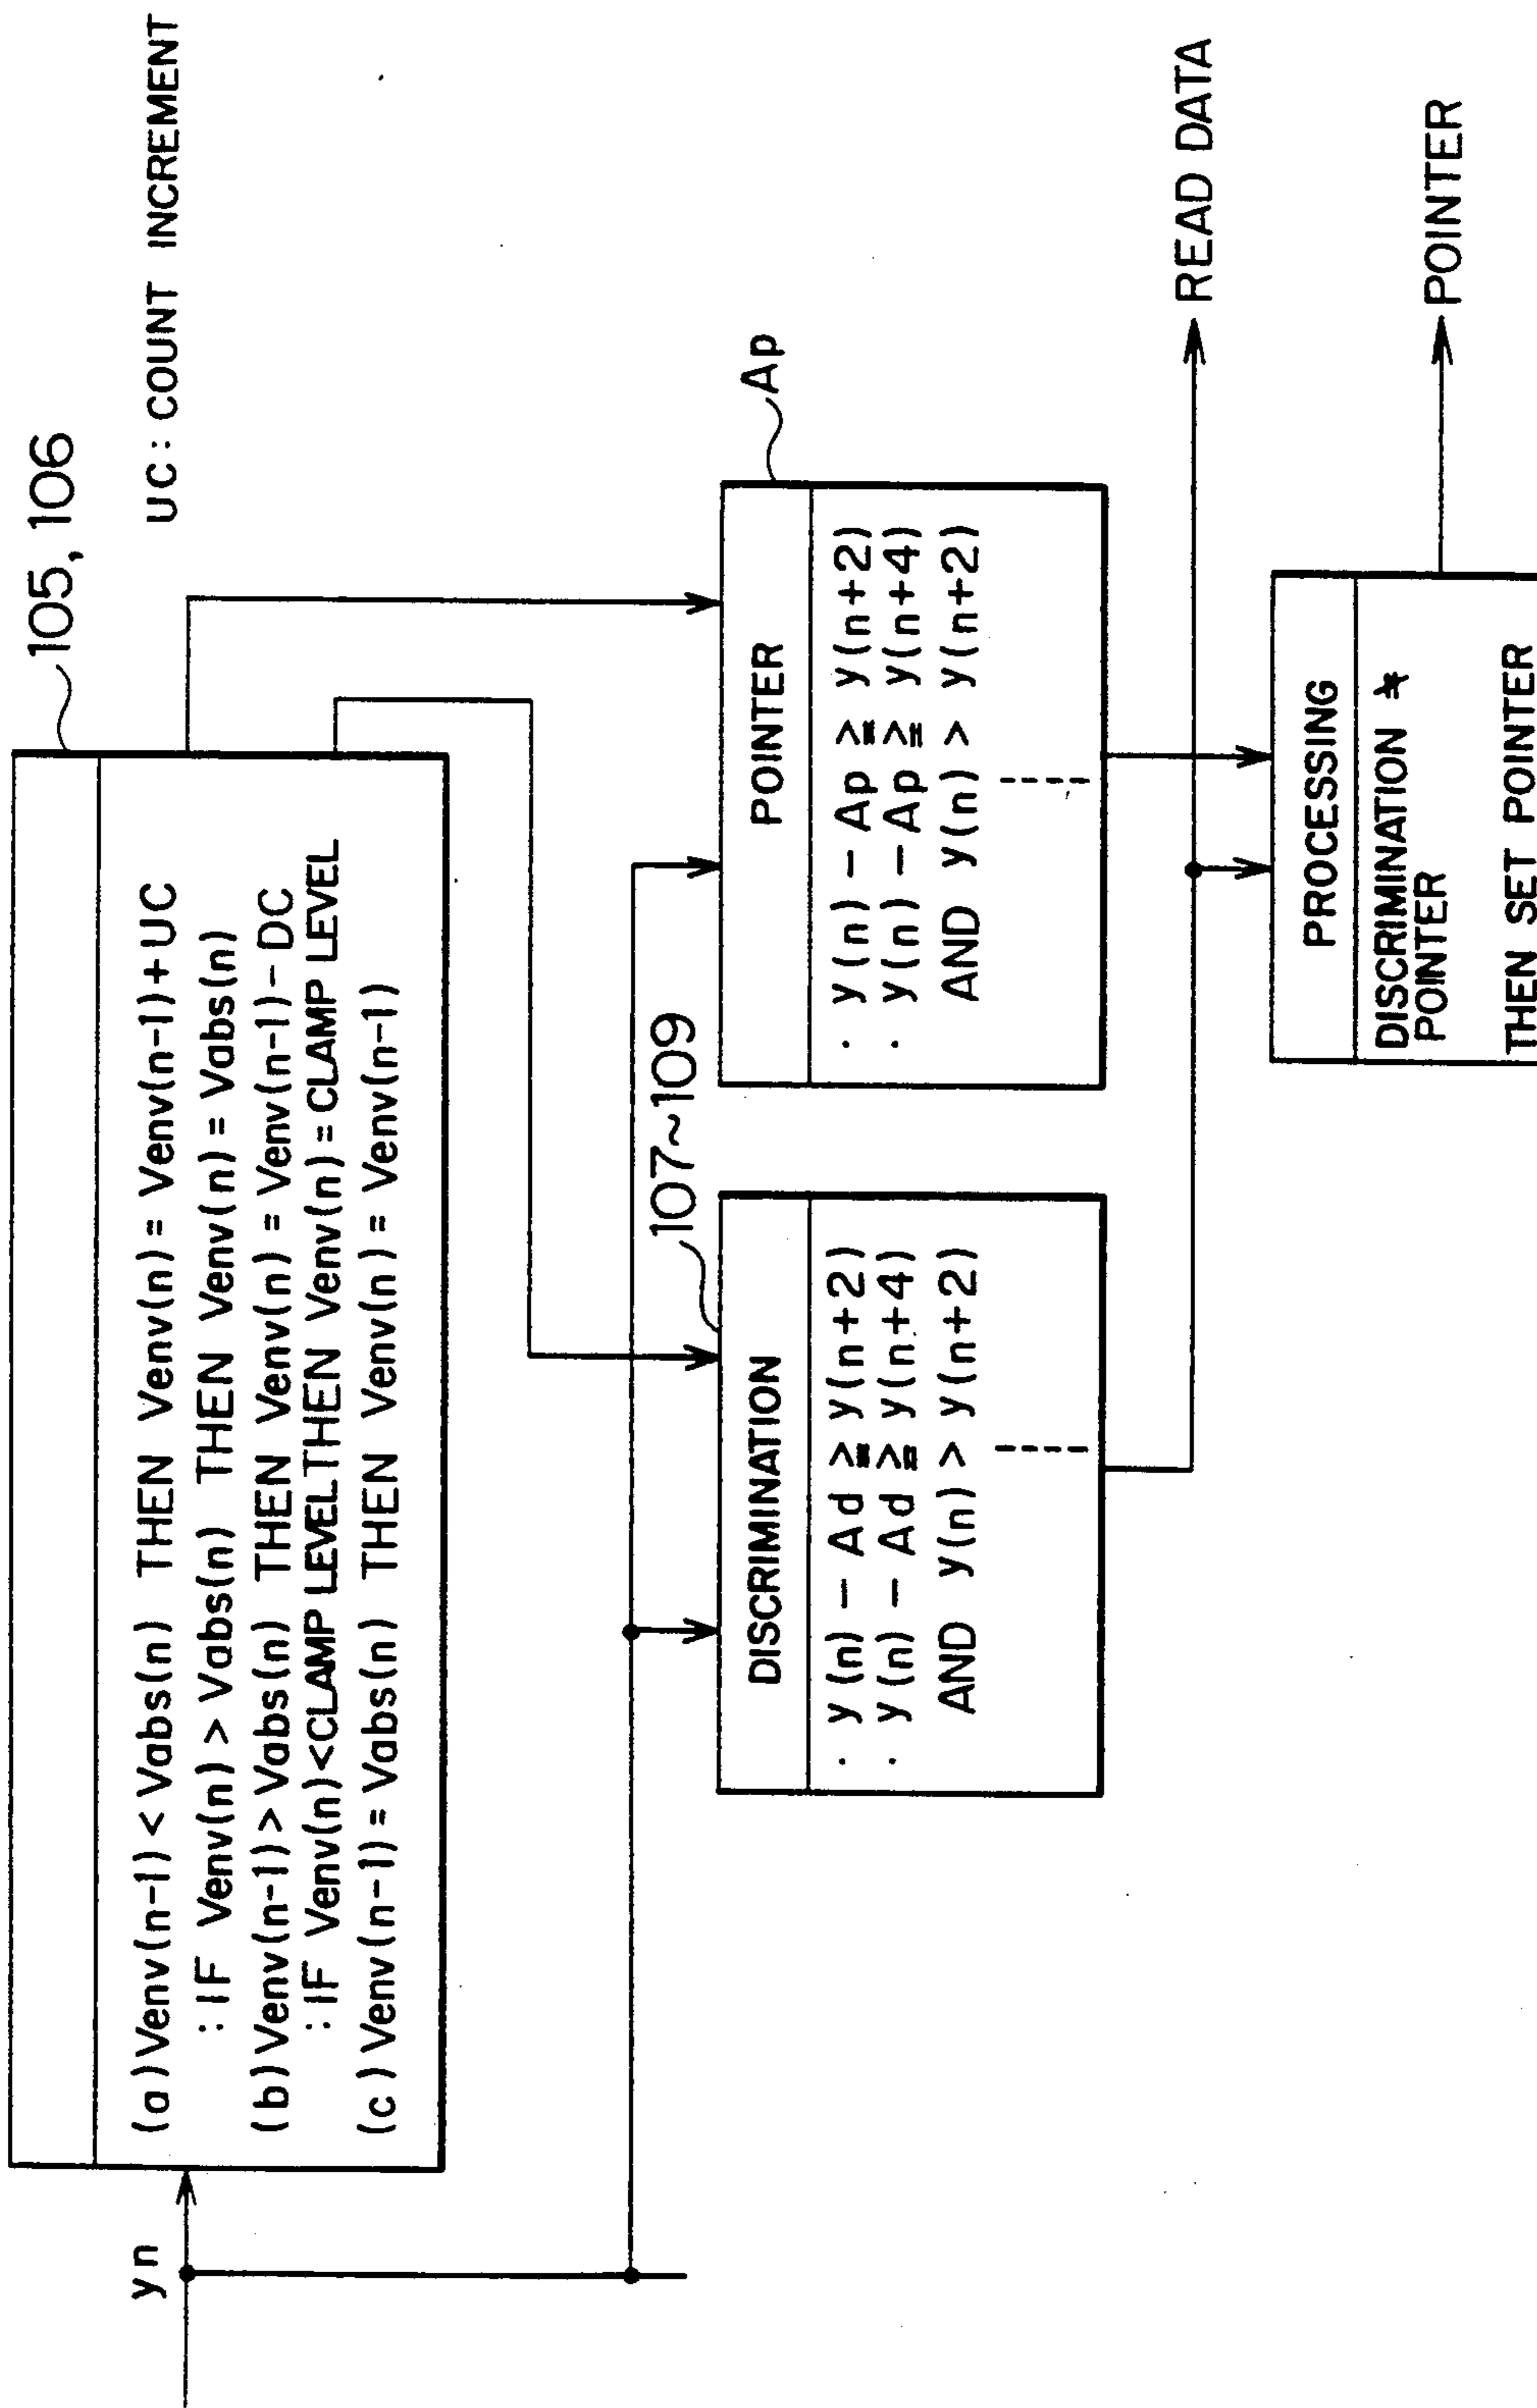 105, 106
UC: COUNT INCREMENT
yn
(a) Venv(n-1) < Vabs(n) THEN Venv(n) = Venv(n-1)+UC
: IF Venv(n) > Vabs(n) THEN Venv(n) = Vabs(n)
(b) Venv(n-1) > Vabs(n) THEN Venv(n) = Venv(n-1)-DC
: IF Venv(n) < CLAMP LEVEL THEN Venv(n) = CLAMP LEVEL
(c) Venv(n-1) = Vabs(n) THEN Venv(n) = Venv(n-1)
107~109
DISCRIMINATION
: y(n) - Ad ≧ y(n+2)
: y(n) - Ad ≧ y(n+4)
AND y(n) > y(n+2)
Ap
POINTER
: y(n) - Ap ≧ y(n+2)
: y(n) - Ap ≧ y(n+4)
AND y(n) > y(n+2)
READ DATA
PROCESSING
DISCRIMINATION ≠
POINTER
THEN SET POINTER
POINTER